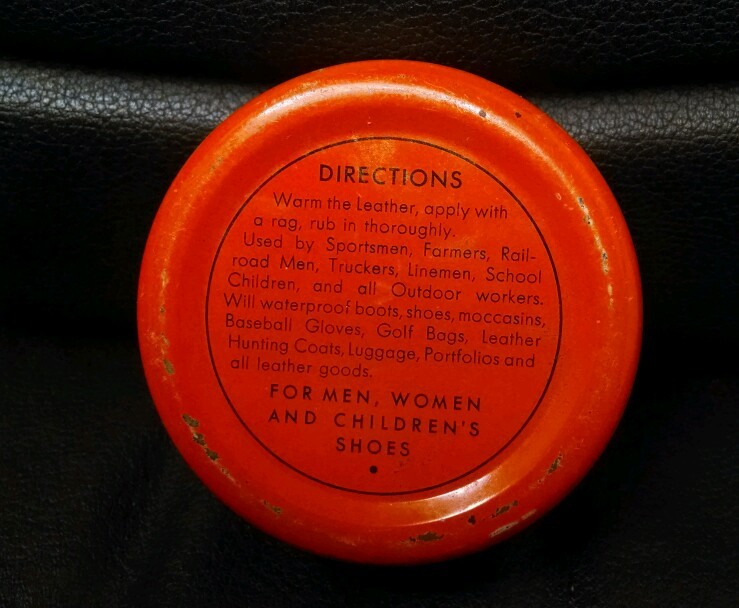 DIRECTIONS
Warm the Leather, apply with
a rag, rub in thoroughly.
Used by Sportsmen, Farmers, Rail-
road Men, Truckers, Linemen, School
Children, and all Outdoor workers.
Will waterproof boots, shoes, moccasins,
Baseball Gloves, Golf Bags, Leather
Hunting Coats, Luggage, Portfolios and
all leather goods.
FOR MEN, WOMEN
AND CHILDREN'S
SHOES